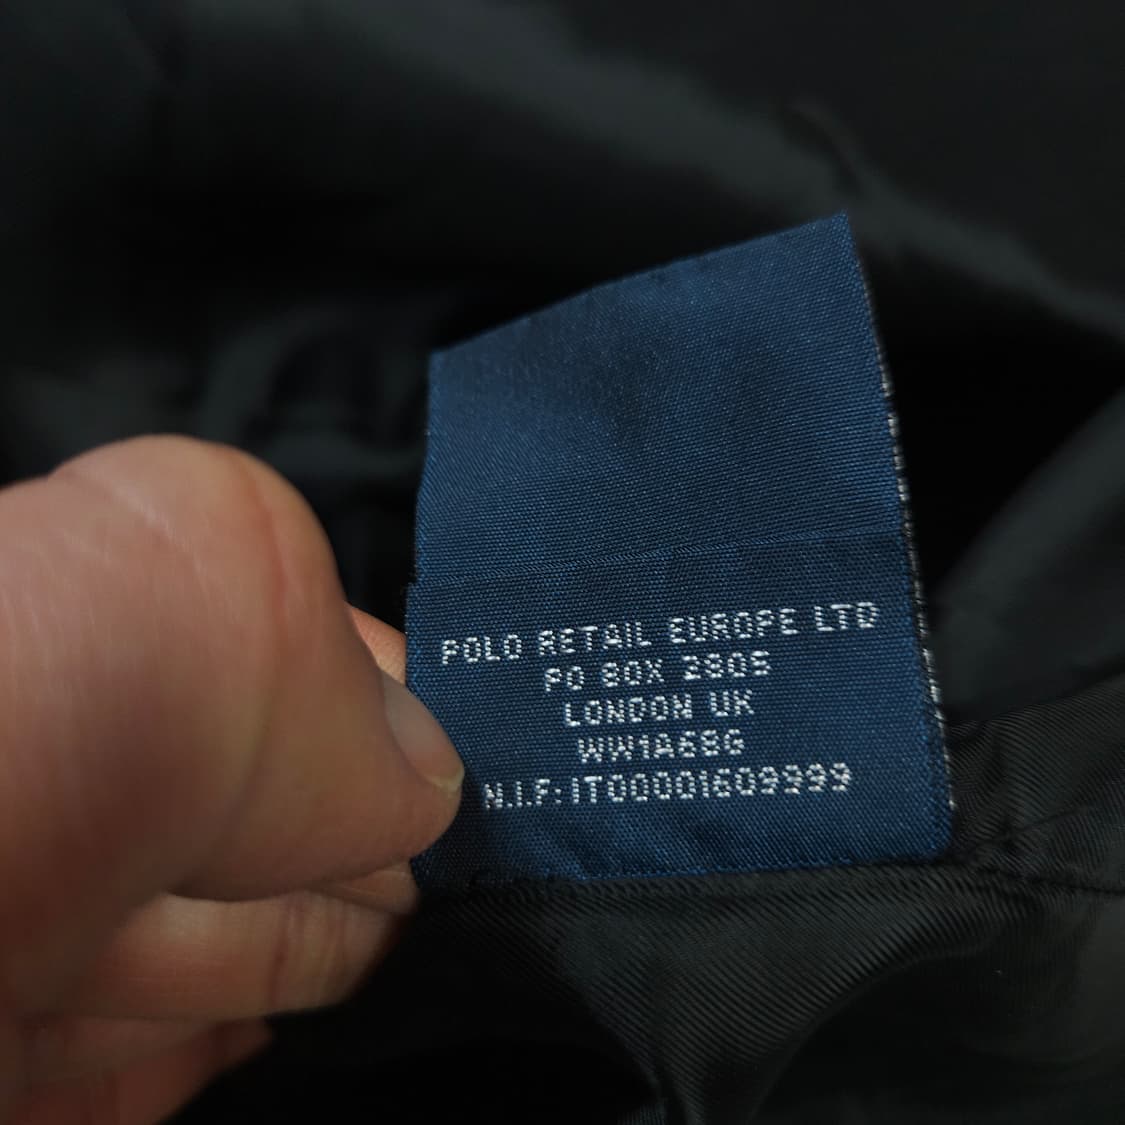 POLO RETAIL EUROPE LTD
PO BOX 2805
LONDON UK
WW1A6BG
N.I.F: IT00001609999